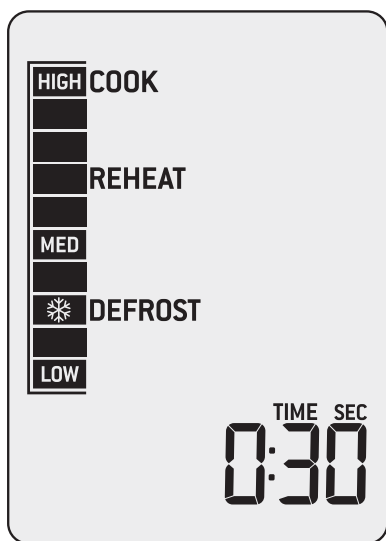 HIGH COOK
REHEAT
MED
DEFROST
LOW
TIME SEC
0:30